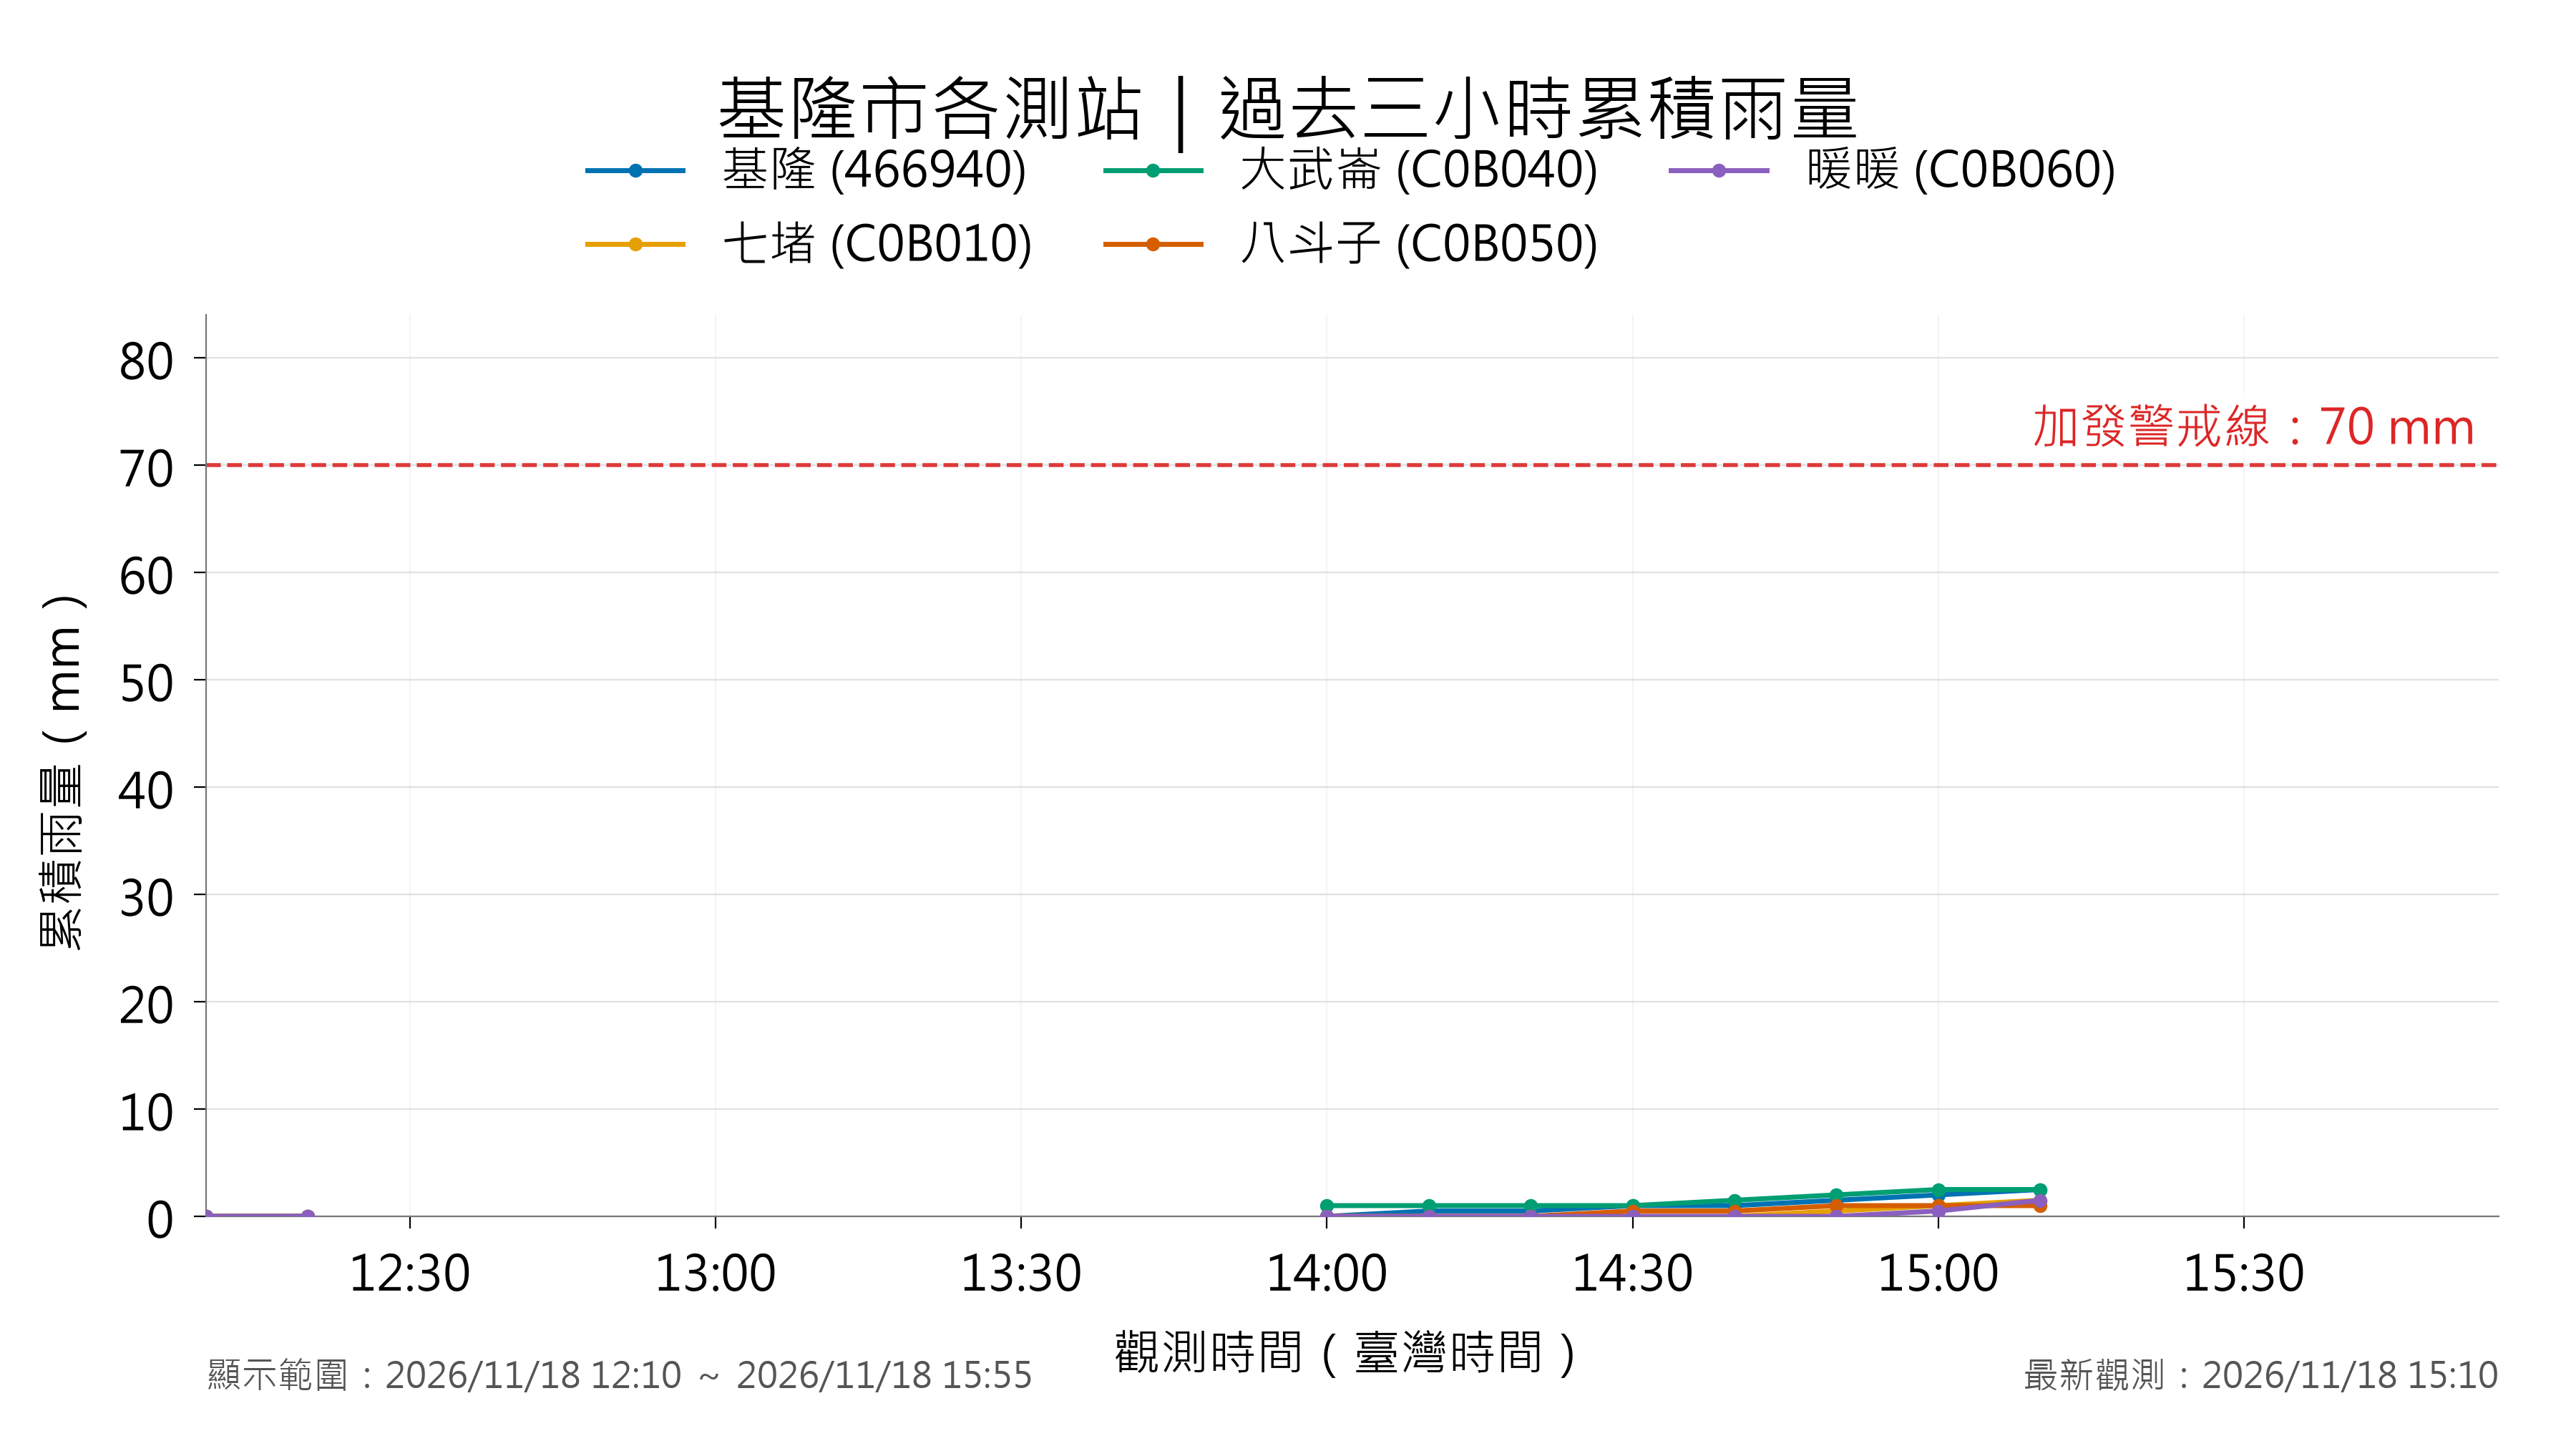 基隆市各測站｜過去三小時累積雨量
基隆 (466940)
七堵 (C0B010)
大武崙 (C0B040)
八斗子 (C0B050)
暖暖 (C0B060)
累積雨量（mm）
80
70
60
50
40
30
20
10
0
加發警戒線：70 mm
12:30
13:00
13:30
14:00
14:30
15:00
15:30
觀測時間（臺灣時間）
顯示範圍：2026/11/18 12:10 ~ 2026/11/18 15:55
最新觀測：2026/11/18 15:10